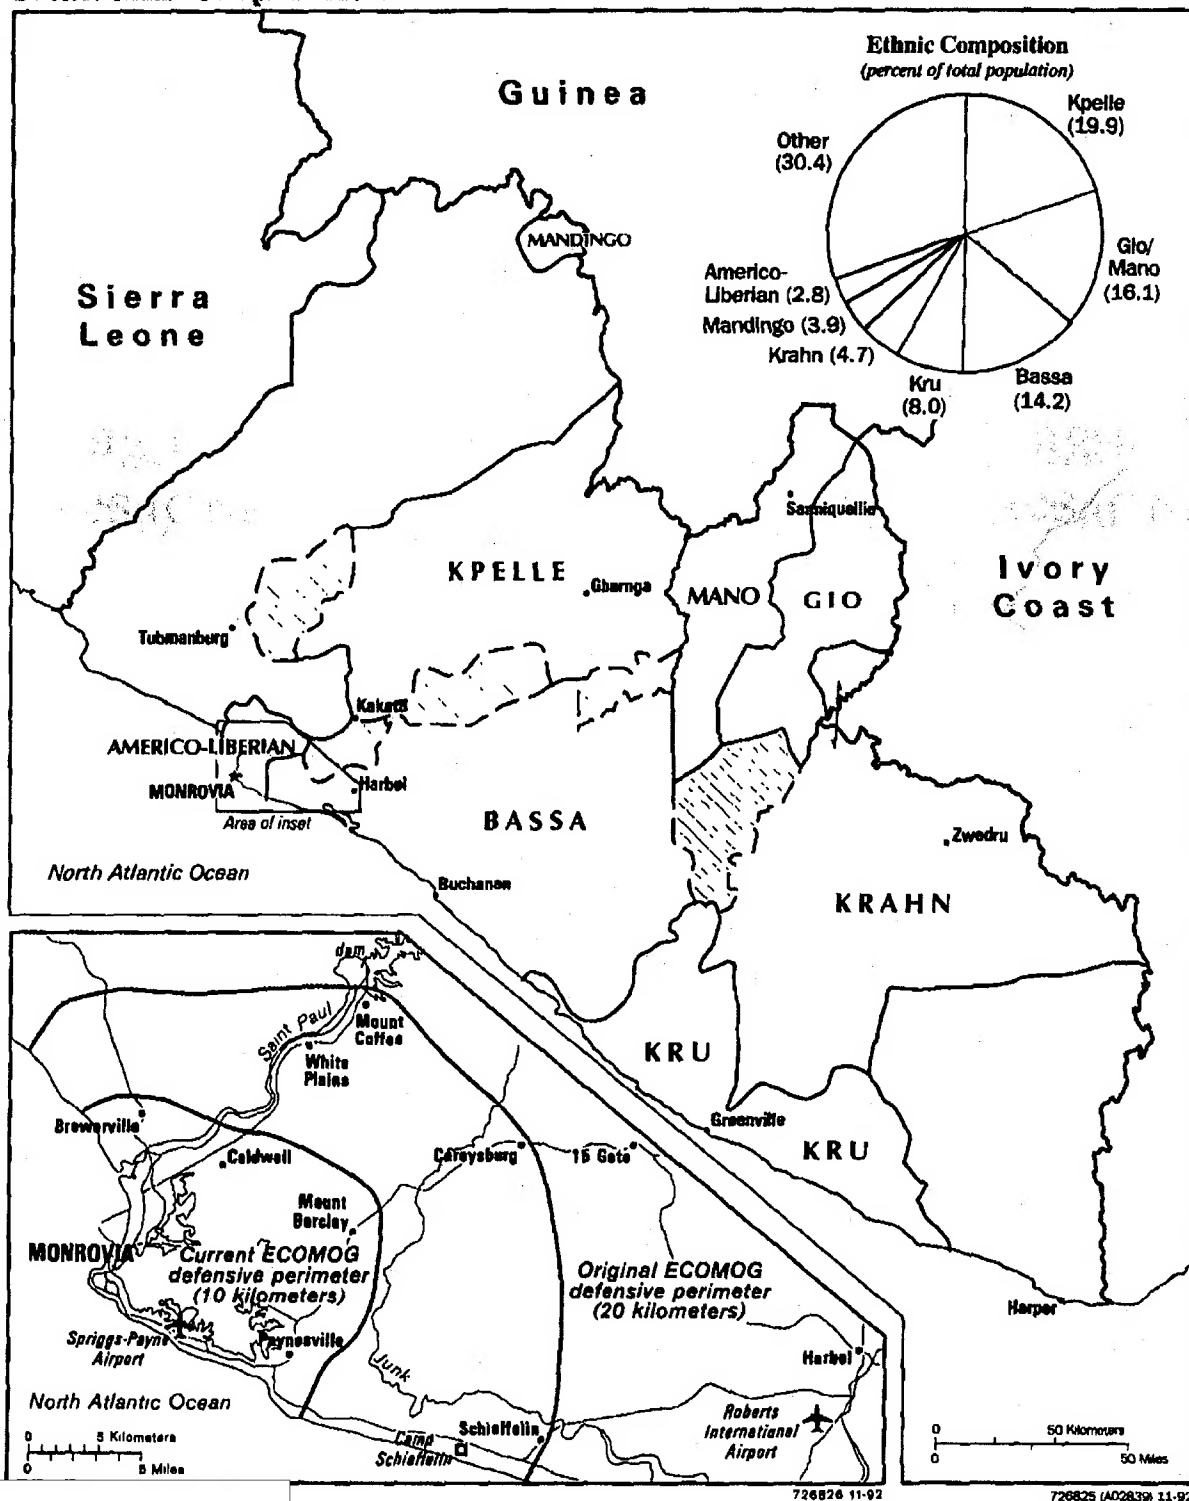 Ethnic Composition
(percent of total population)
Kpelle
(19.9)
Other
(30.4)
Gio/
Mano
(16.1)
Americo-
Liberian (2.8)
Mandingo (3.9)
Krahn (4.7)
Kru
(8.0)
Bassa
(14.2)
Guinea
MANDINGO
Sierra
Leone
Sanniquellie
KPELLE
Gbarnga
MANO
GIO
Ivory
Coast
Tubmanburg
Kakata
AMERICO-LIBERIAN
MONROVIA
Harbel
Area of inset
BASSA
Zwedru
North Atlantic Ocean
Buchanan
KRAHN
KRU
Greenville
KRU
Harper
0 50 Kilometers
0 50 Miles
dam
Saint Paul
Mount
Coffee
White
Plains
Brewerville
Caldwell
Careysburg
15 Gate
Mount
Barclay
MONROVIA
Current ECOMOG
defensive perimeter
(10 kilometers)
Original ECOMOG
defensive perimeter
(20 kilometers)
Spriggs-Payne
Airport
Paynesville
Junk
Harbel
North Atlantic Ocean
Roberts
International
Airport
Schieffelin
Camp
Schieffelin
0 5 Kilometers
0 5 Miles
726826 11-92
726825 (A02839) 11-92